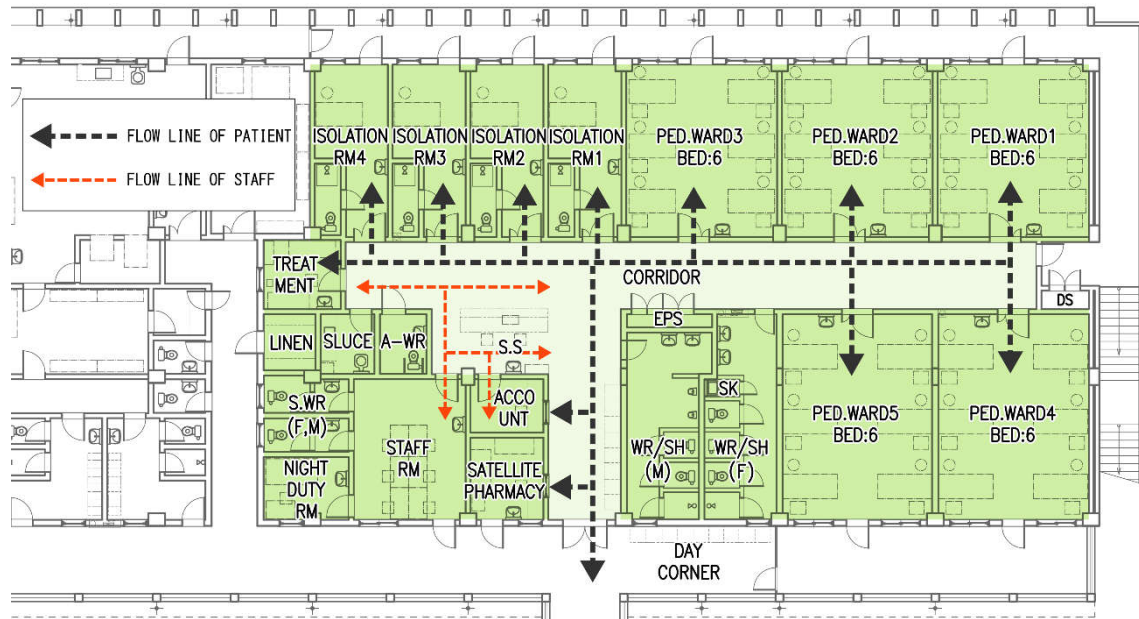 FLOW LINE OF PATIENT
FLOW LINE OF STAFF
ISOLATION
RM4
ISOLATION
RM3
ISOLATION
RM2
ISOLATION
RM1
PED.WARD3
BED:6
PED.WARD2
BED:6
PED.WARD1
BED:6
TREAT
MENT
CORRIDOR
DS
EPS
LINEN
SLUCE
A-WR
S.S
SK
S.WR
(F,M)
ACCO
UNT
STAFF
RM
NIGHT
DUTY
RM
SATELLITE
PHARMACY
WR/SH
(M)
WR/SH
(F)
PED.WARD5
BED:6
PED.WARD4
BED:6
DAY
CORNER